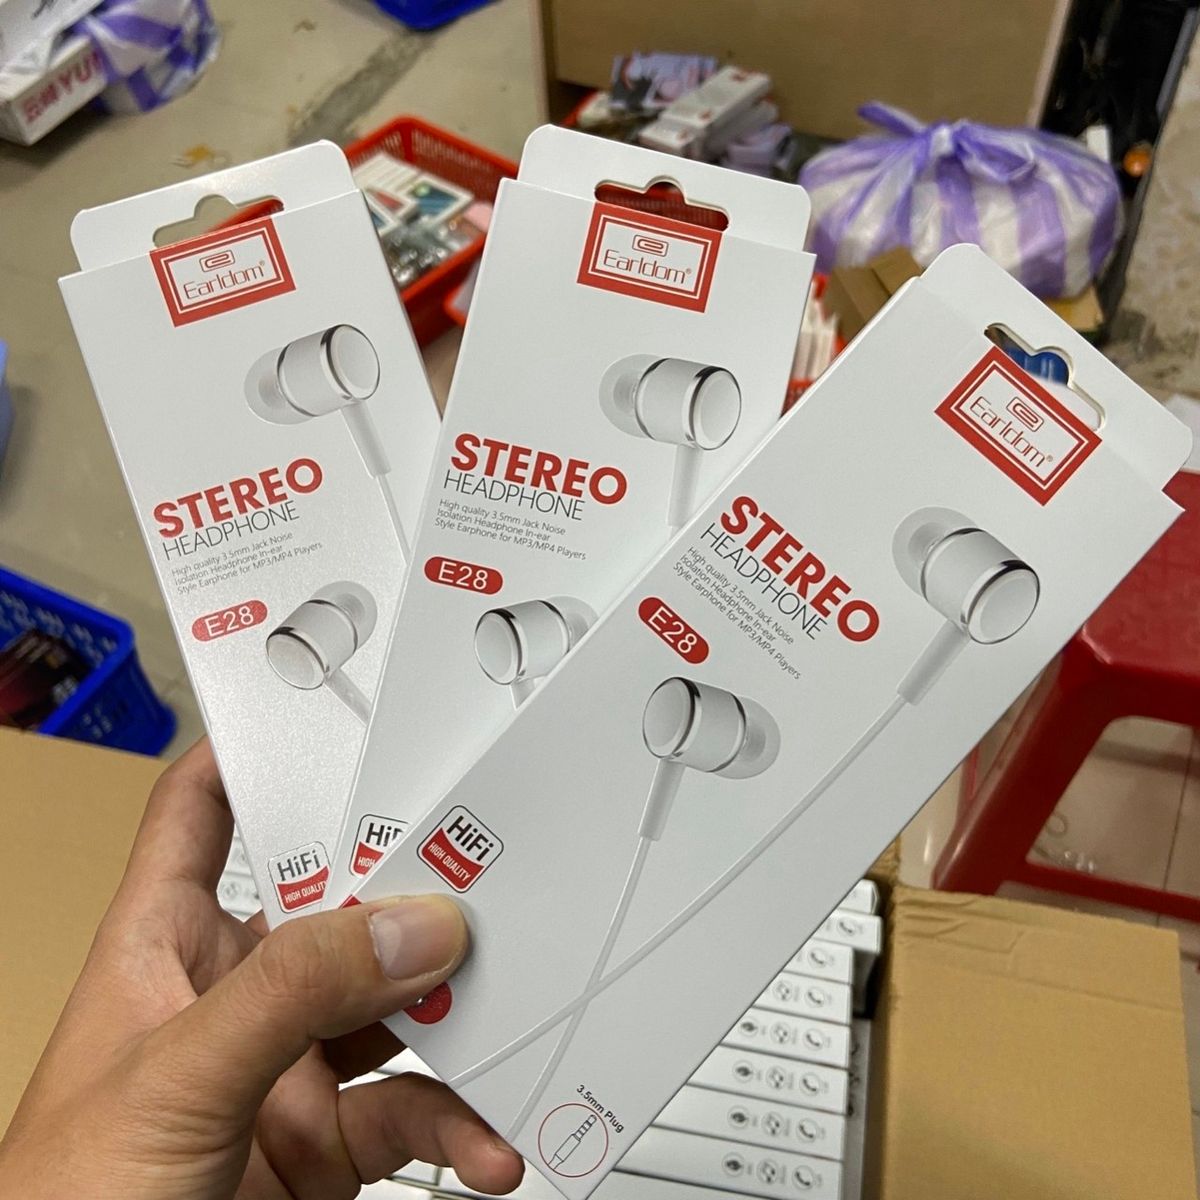 Earldom®
STEREO
HEADPHONE
High quality 3.5mm Jack Noise
Isolation Headphone In-ear
Style Earphone for MP3/MP4 Players
E28
HiFi
HIGH QUALITY
Earldom®
STEREO
HEADPHONE
High quality 3.5mm Jack Noise
Isolation Headphone In-ear
Style Earphone for MP3/MP4 Players
E28
HiF
HIGH
Earldom®
STEREO
HEADPHONE
High quality 3.5mm Jack Noise
Isolation Headphone In-ear
Style Earphone for MP3/MP4 Players
E28
HiFi
HIGH QUALITY
3.5mm Plug